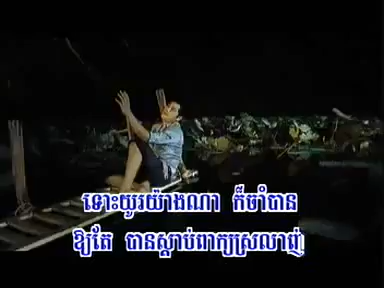 ទោះយូរយ៉ាងណា ក៏ចាំបាន
ឱ្យតែ បានស្តាប់ពាក្យស្រលាញ់